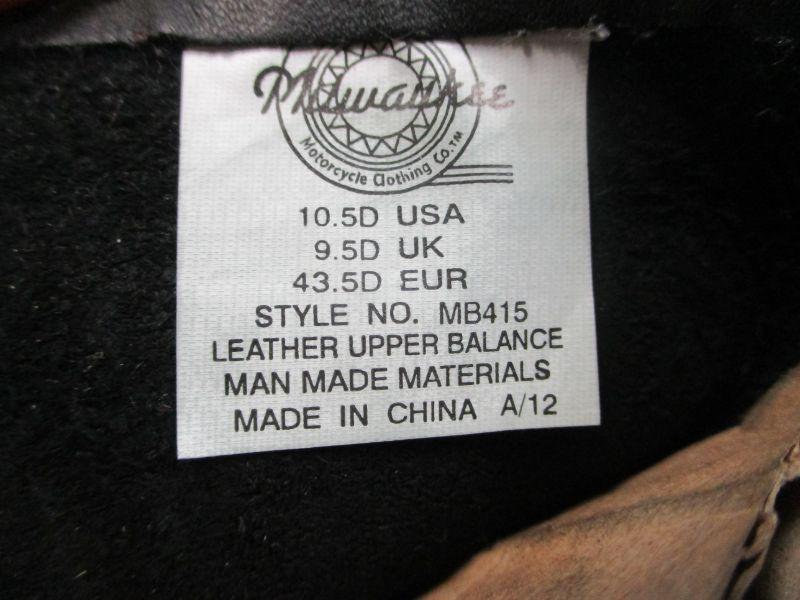 Milwaukee
Motorcycle Clothing Co.™
10.5D USA
9.5D UK
43.5D EUR
STYLE NO. MB415
LEATHER UPPER BALANCE
MAN MADE MATERIALS
MADE IN CHINA A/12